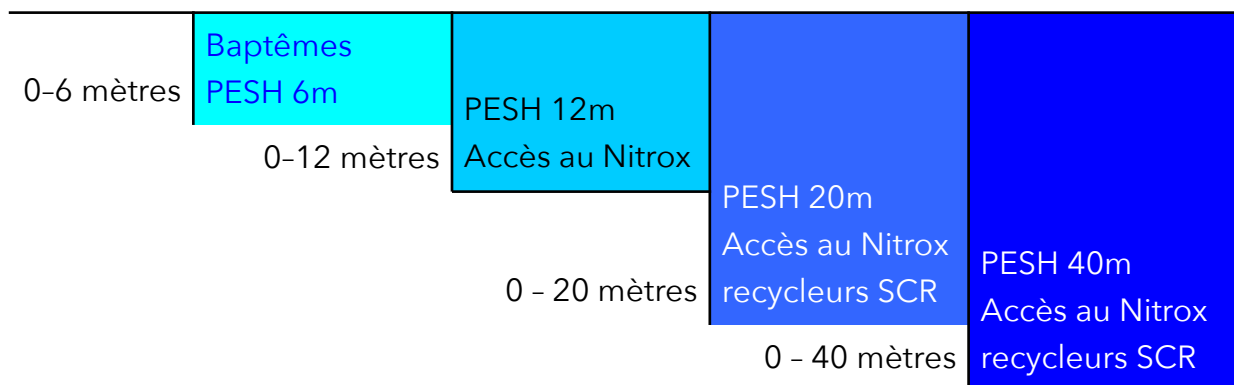 Baptêmes
0–6 mètres PESH 6m
PESH 12m
0–12 mètres Accès au Nitrox
PESH 20m
Accès au Nitrox
0 – 20 mètres recycleurs SCR
PESH 40m
Accès au Nitrox
0 – 40 mètres recycleurs SCR